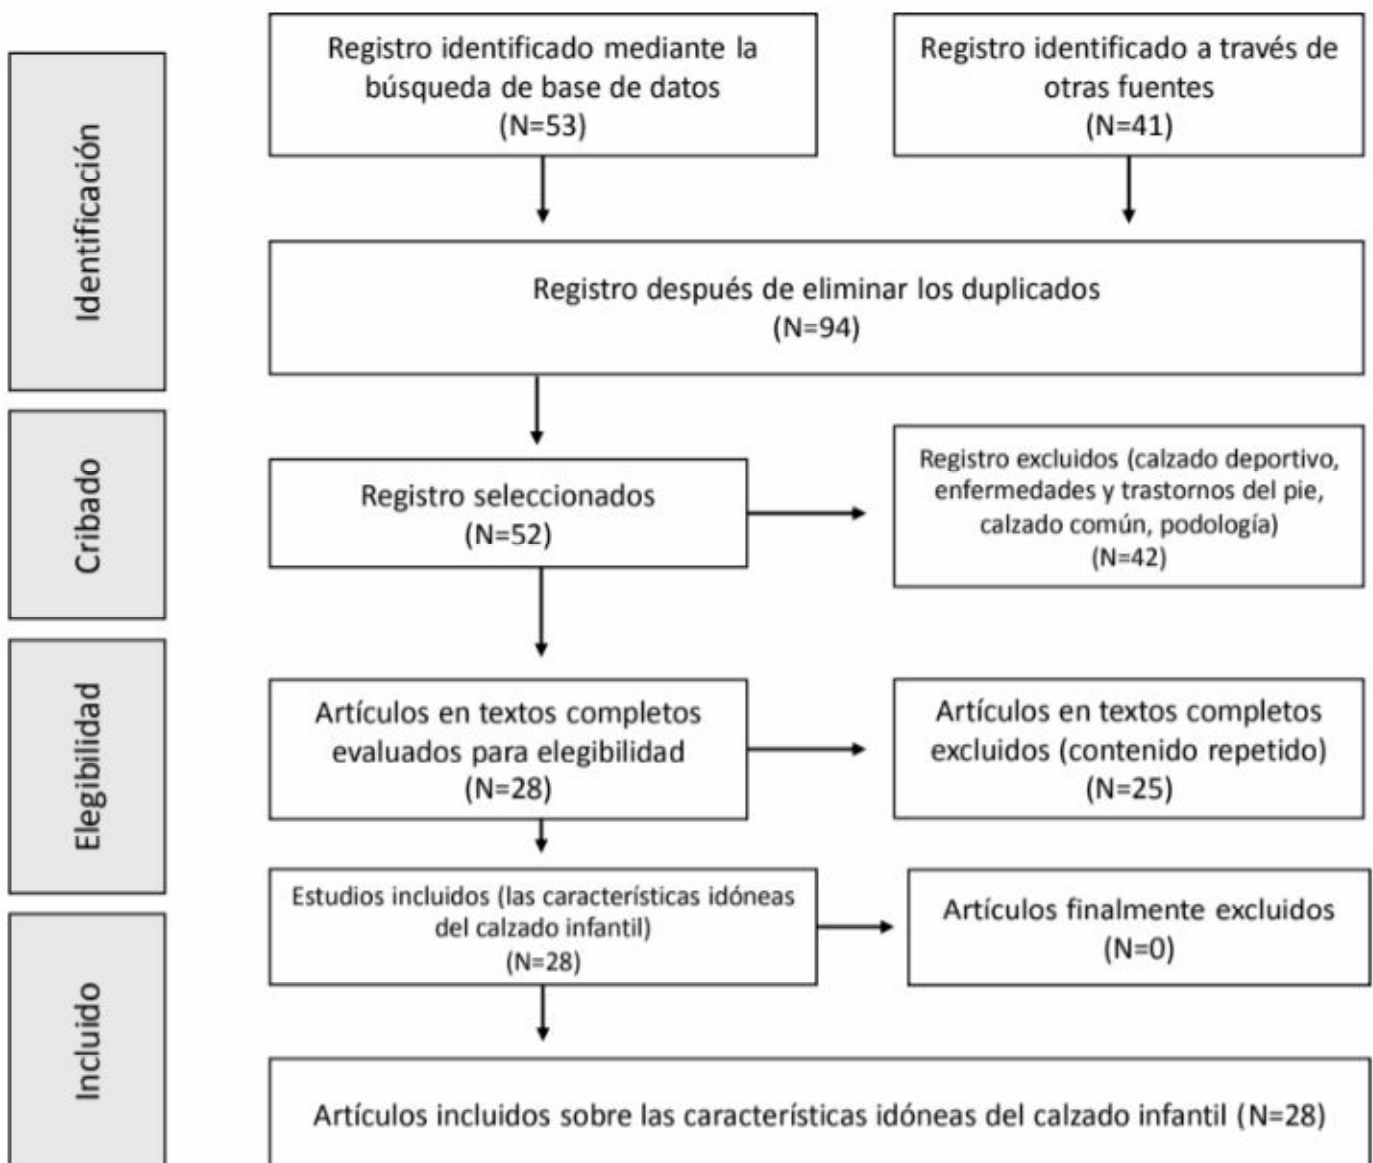 Identificación
Registro identificado mediante la
búsqueda de base de datos
(N=53)
Registro identificado a través de
otras fuentes
(N=41)
Registro después de eliminar los duplicados
(N=94)
Cribado
Registro seleccionados
(N=52)
Registro excluidos (calzado deportivo,
enfermedades y trastornos del pie,
calzado común, podología)
(N=42)
Elegibilidad
Artículos en textos completos
evaluados para elegibilidad
(N=28)
Artículos en textos completos
excluidos (contenido repetido)
(N=25)
Incluido
Estudios incluidos (las características idóneas
del calzado infantil)
(N=28)
Artículos finalmente excluidos
(N=0)
Artículos incluidos sobre las características idóneas del calzado infantil (N=28)